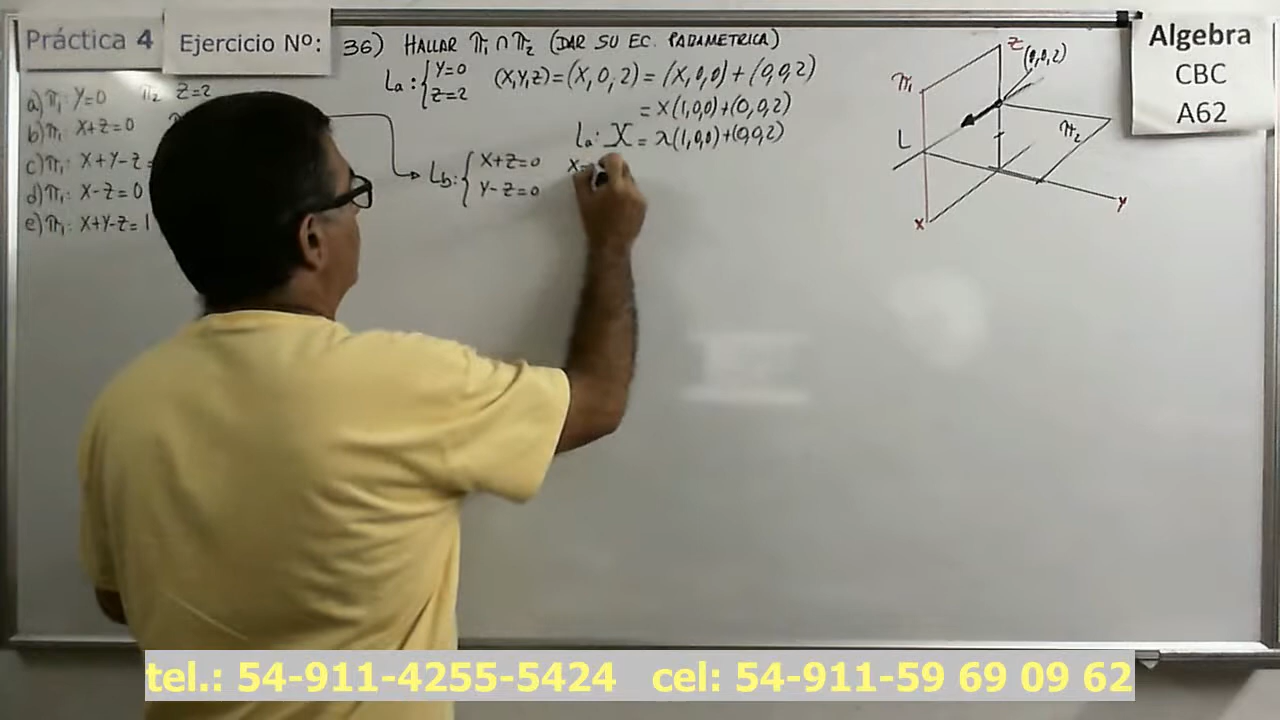 Práctica 4
Ejercicio Nº:
36) HALLAR π₁ ∩ π₂ (DAR SU EC. PARAMETRICA)
a) π₁: Y=0 π₂ Z=2
b) π₁: X+Z=0
c) π₁: X+Y-Z=
d) π₁: X-Z=0
e) π₁: X+Y-Z=1
La: { Y=0
Z=2
(X,Y,Z)=(X,0,2)=(X,0,0)+(0,0,2)
=X(1,0,0)+(0,0,2)
La: X = λ(1,0,0)+(0,0,2)
Lb: { X+Z=0
Y-Z=0
X=
Z
(0,0,2)
π₁
π₂
L
X
Y
Algebra
CBC
A62
tel.: 54-911-4255-5424 cel: 54-911-59 69 09 62